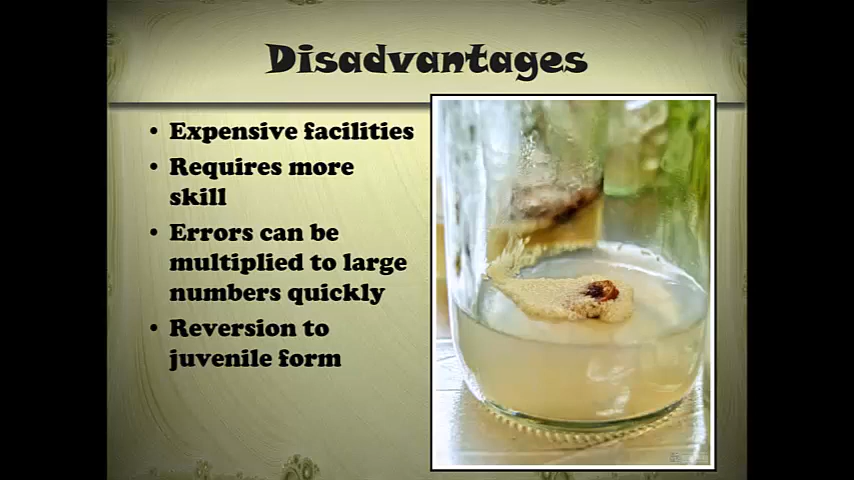 Disadvantages
• Expensive facilities
• Requires more
skill
• Errors can be
multiplied to large
numbers quickly
• Reversion to
juvenile form